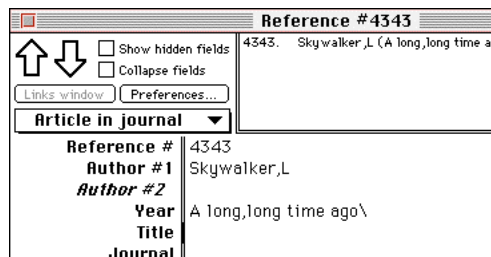 Reference #4343
Show hidden fields
Collapse fields
Links window
Preferences...
Article in journal
4343. Skywalker,L (A long,long time a
Reference # 4343
Author #1 Skywalker,L
Author #2
Year A long,long time ago\
Title
Journal